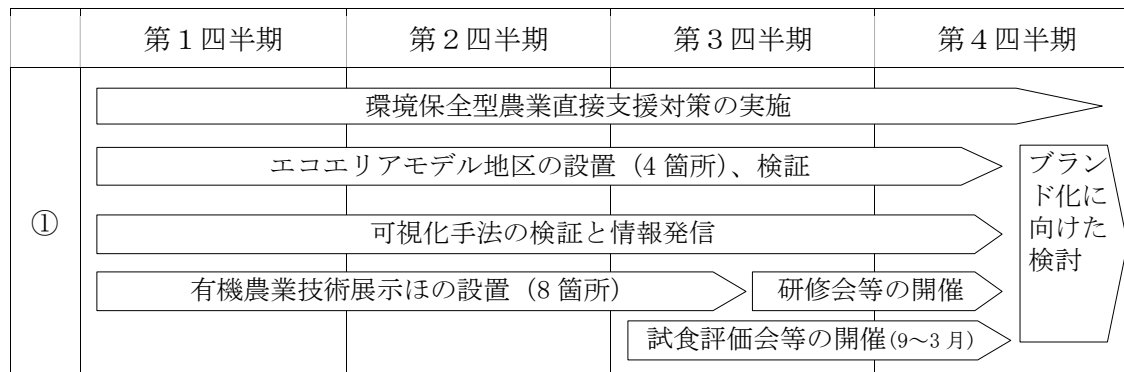 第１四半期 第２四半期 第３四半期 第４四半期
①
環境保全型農業直接支援対策の実施
エコエリアモデル地区の設置（4 箇所）、検証
可視化手法の検証と情報発信
有機農業技術展示ほの設置（8 箇所）
研修会等の開催
試食評価会等の開催(9～3 月)
ブラン
ド化に
向けた
検討